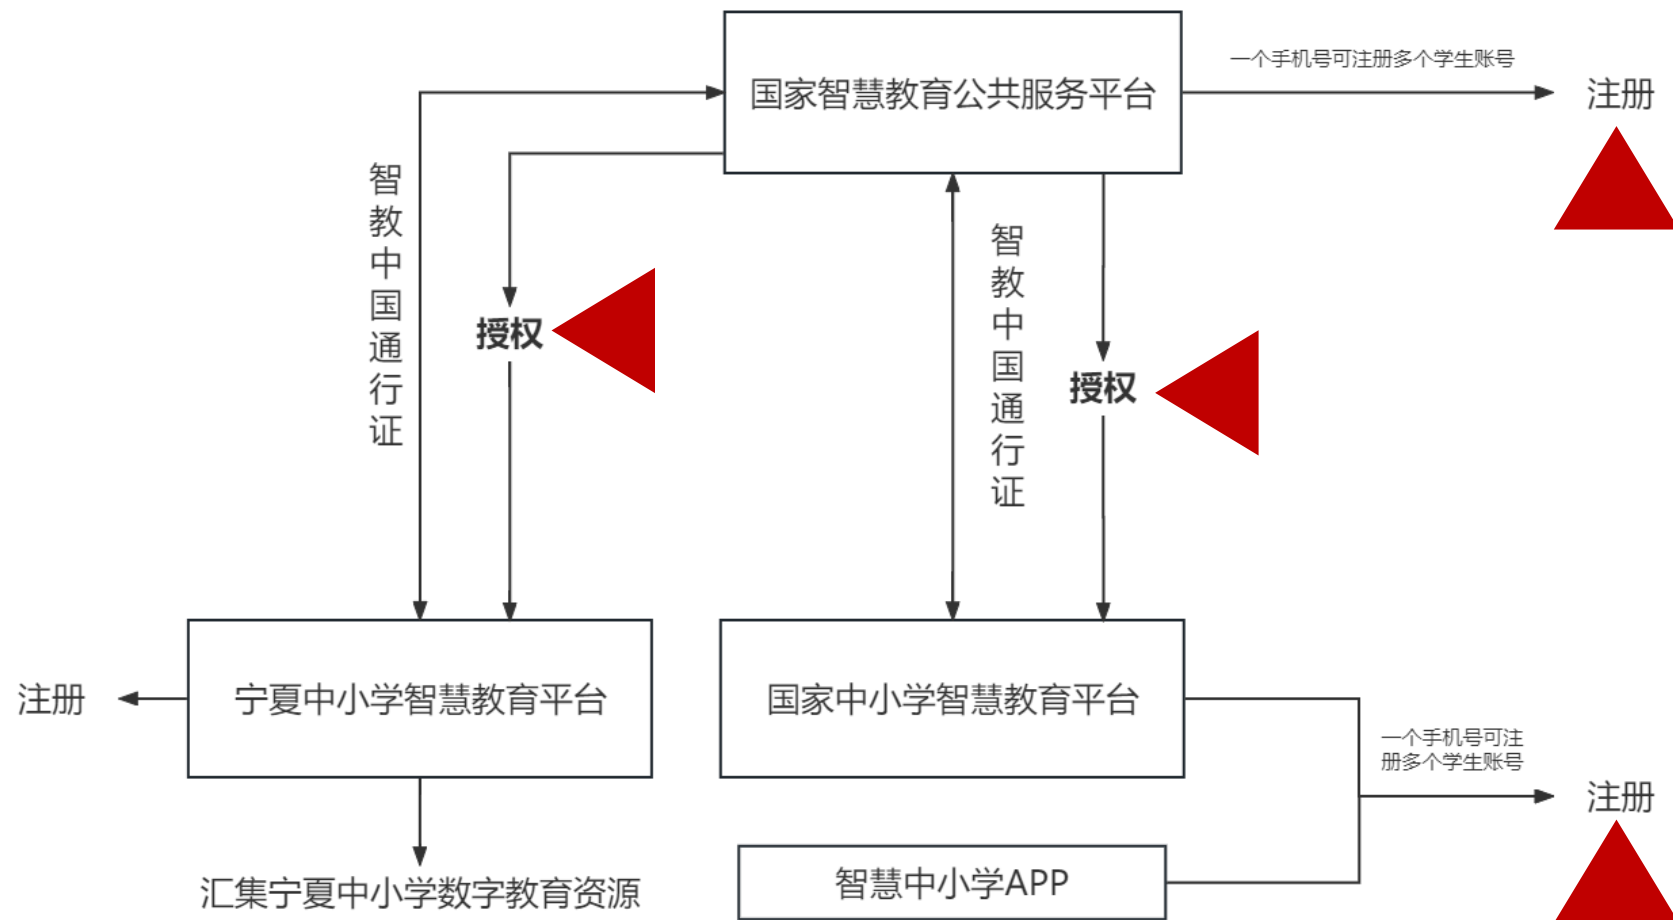 一个手机号可注册多个学生账号
国家智慧教育公共服务平台
注册
智教中国通行证
智教中国通行证
授权
授权
注册
宁夏中小学智慧教育平台
国家中小学智慧教育平台
一个手机号可注
册多个学生账号
注册
汇集宁夏中小学数字教育资源
智慧中小学APP